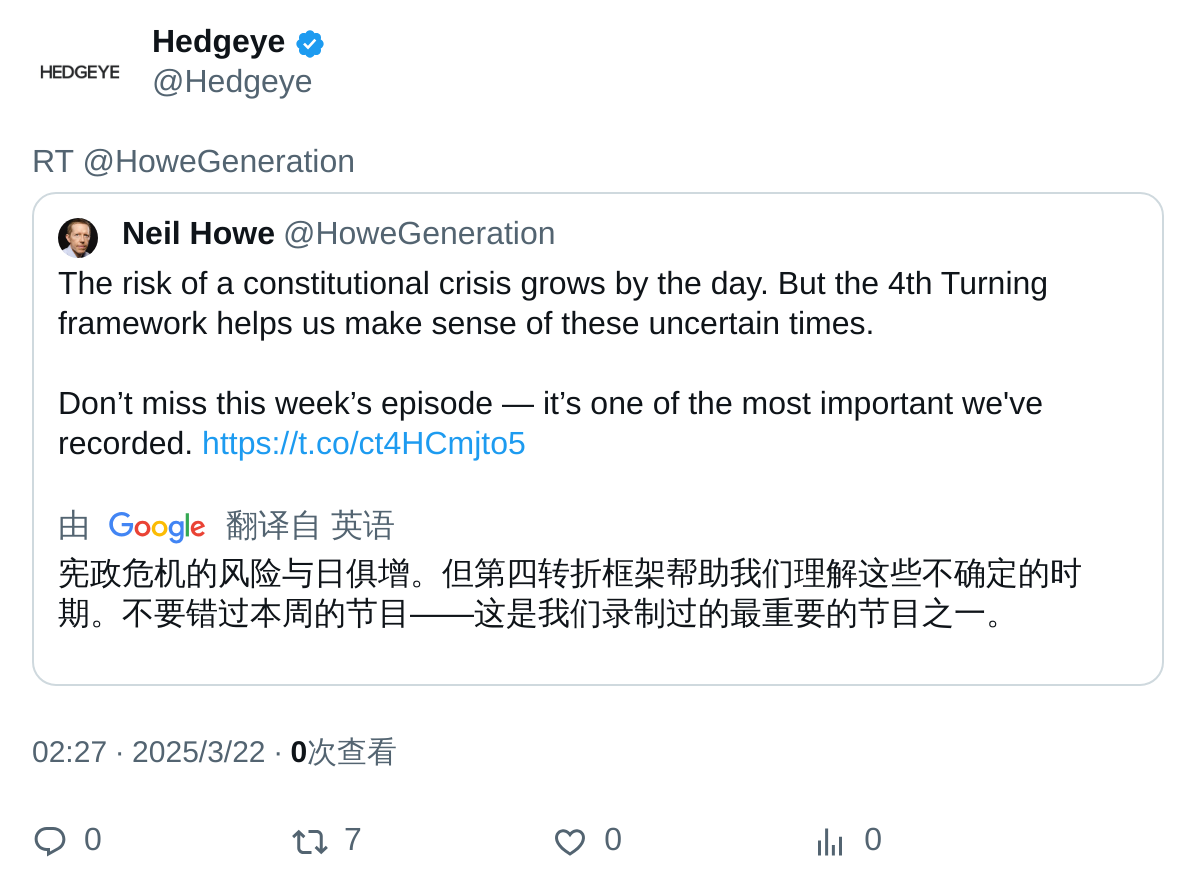 HEDGEYE
Hedgeye
@Hedgeye
RT @HoweGeneration
Neil Howe @HoweGeneration
The risk of a constitutional crisis grows by the day. But the 4th Turning
framework helps us make sense of these uncertain times.
Don’t miss this week’s episode — it’s one of the most important we've
recorded. https://t.co/ct4HCmjto5
由 Google 翻译自 英语
宪政危机的风险与日俱增。但第四转折框架帮助我们理解这些不确定的时
期。不要错过本周的节目——这是我们录制过的最重要的节目之一。
02:27 · 2025/3/22 · 0次查看
0 7 0 0